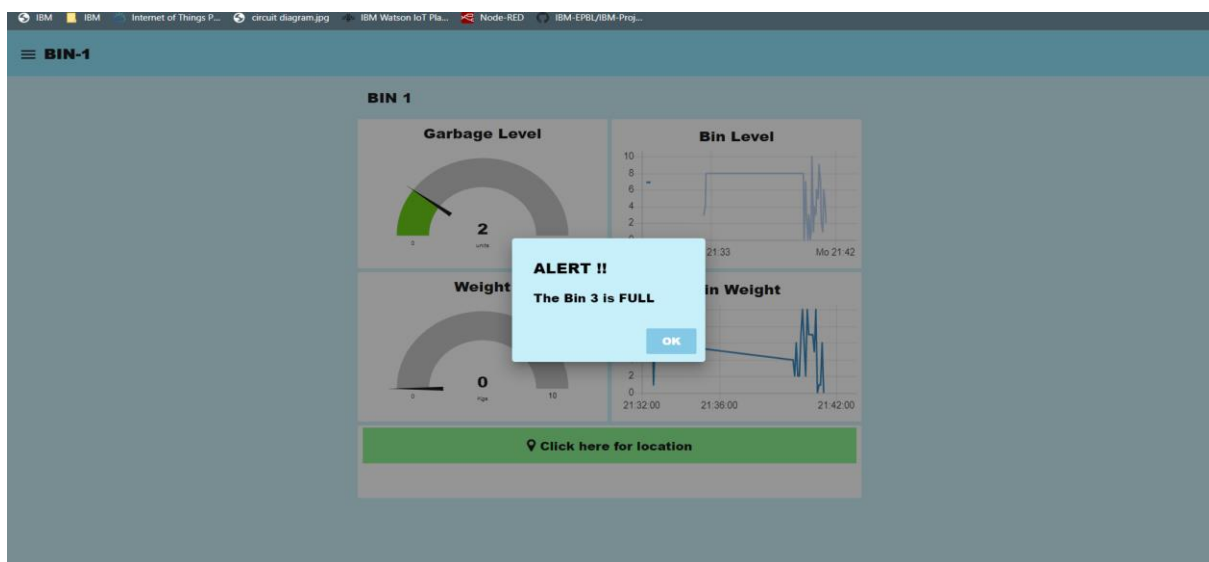 IBM IBM Internet of Things P... circuit diagram.jpg IBM Watson IoT Pla... Node-RED IBM-EPBL/IBM-Proj...
BIN-1
BIN 1
Garbage Level
2
units
0
Bin Level
10
8
6
4
2
0
21:33 Mo 21:42
ALERT !!
The Bin 3 is FULL
OK
Weight
0
Kgs
0 10
in Weight
2
0
21:32:00 21:36:00 21:42:00
Click here for location